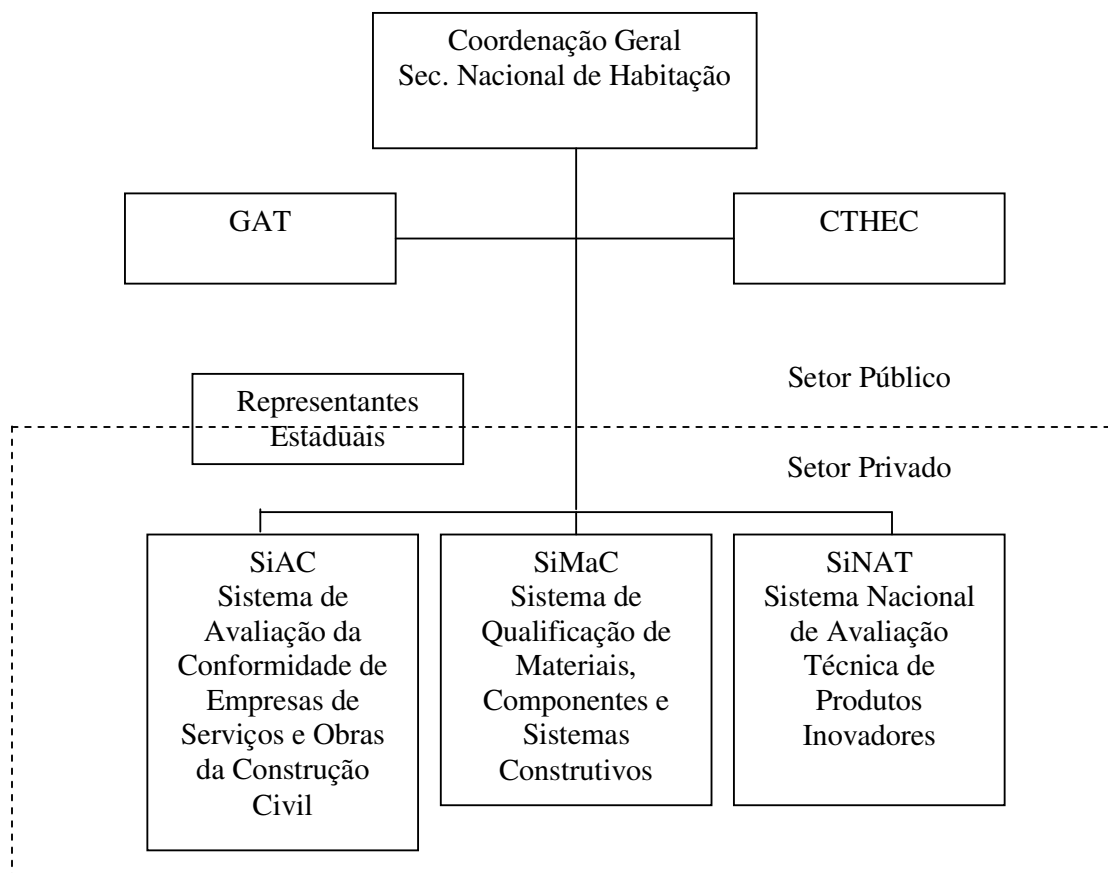 Coordenação Geral
Sec. Nacional de Habitação
GAT
CTHEC
Setor Público
Representantes
Estaduais
Setor Privado
SiAC
Sistema de
Avaliação da
Conformidade de
Empresas de
Serviços e Obras
da Construção
Civil
SiMaC
Sistema de
Qualificação de
Materiais,
Componentes e
Sistemas
Construtivos
SiNAT
Sistema Nacional
de Avaliação
Técnica de
Produtos
Inovadores